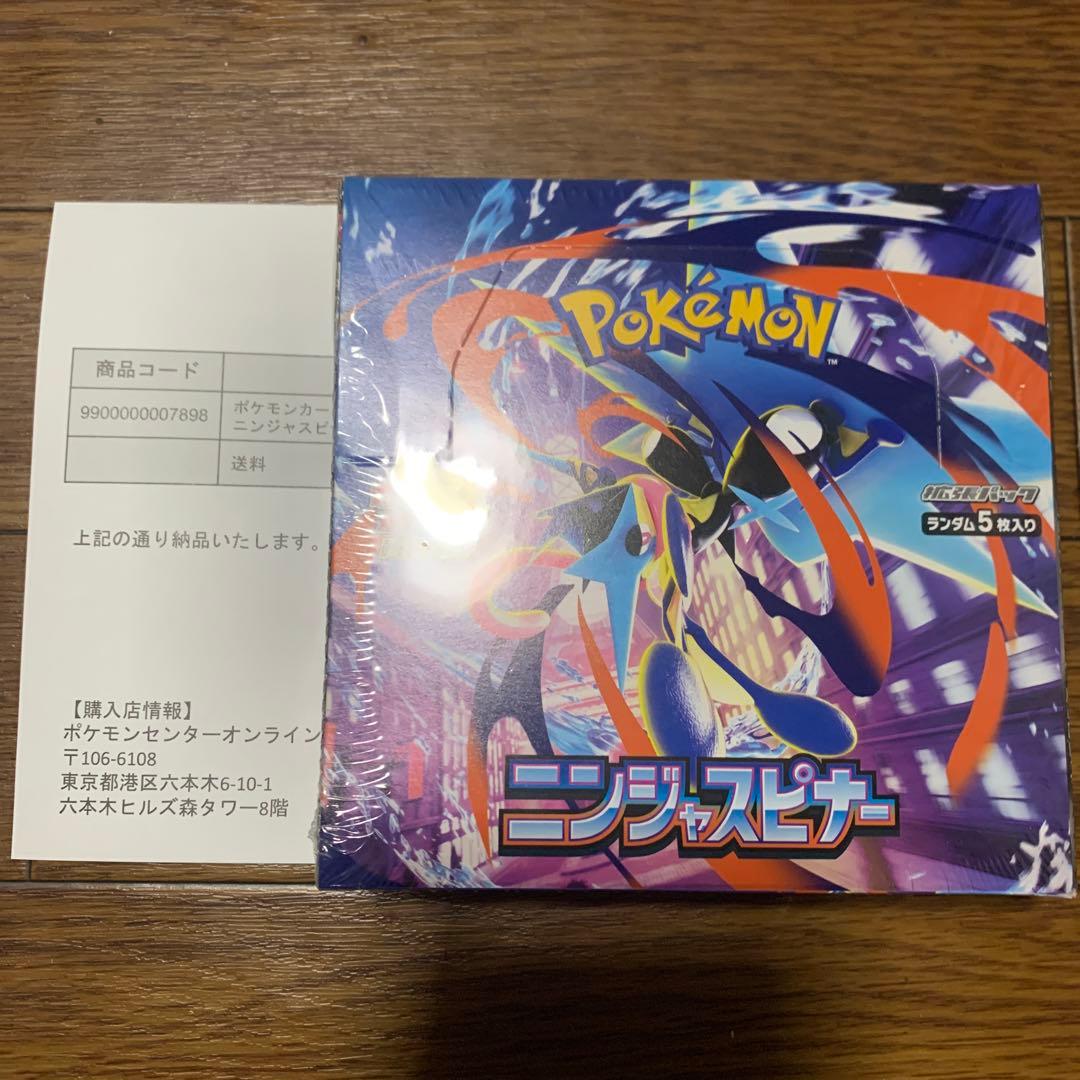 商品コード
9900000007898
ポケモンカー
ニンジャスピ
送料
上記の通り納品いたします。
【購入店情報】
ポケモンセンターオンライン
〒106-6108
東京都港区六本木6-10-1
六本木ヒルズ森タワー8階
POKéMON
TM
拡張パック
ランダム5枚入り
ニンジャスピナー